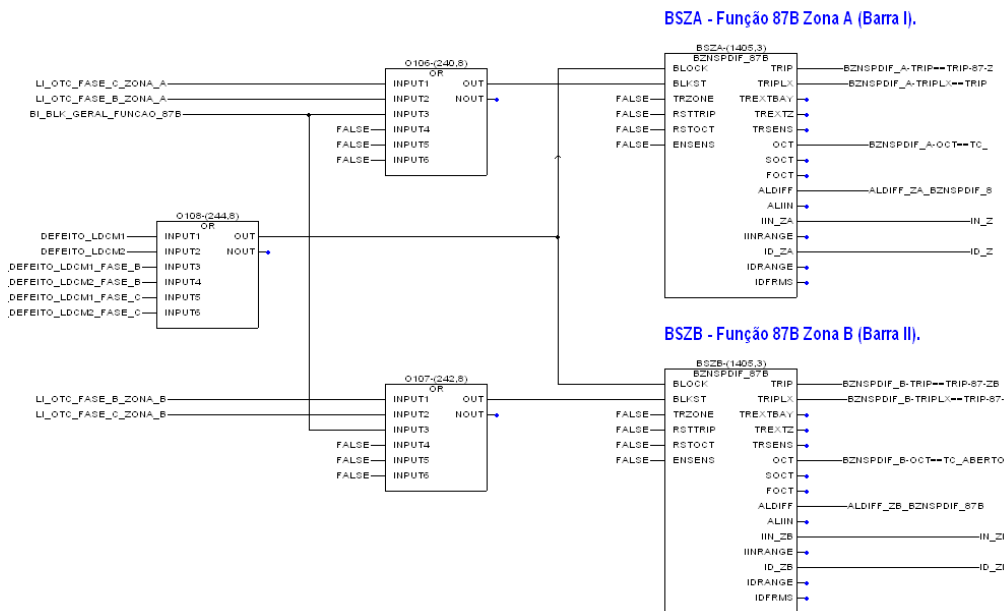 BSZA - Função 87B Zona A (Barra I).
O106-(240,8)
OR
LI_OTC_FASE_C_ZONA_A
INPUT1
OUT
LI_OTC_FASE_B_ZONA_A
INPUT2
NOUT
BI_BLK_GERAL_FUNCAO_87B
INPUT3
FALSE
INPUT4
FALSE
INPUT5
FALSE
INPUT6
BSZA-(1405,3)
BZNSPDIF_87B
BLOCK
TRIP
BZNSPDIF_A-TRIP==TRIP-87-Z
BLKST
TRIPLX
BZNSPDIF_A-TRIPLX==TRIP
FALSE
TRZONE
TREXTBAY
FALSE
RSTTRIP
TREXTZ
FALSE
RSTOCT
TRSENS
FALSE
ENSENS
OCT
BZNSPDIF_A-OCT==TC_
SOCT
FOCT
ALDIFF
ALDIFF_ZA_BZNSPDIF_8
ALIIN
IIN_ZA
IN_Z
IINRANGE
ID_ZA
ID_Z
IDRANGE
IDFRMS
O108-(244,8)
OR
DEFEITO_LDCM1
INPUT1
OUT
DEFEITO_LDCM2
INPUT2
NOUT
DEFEITO_LDCM1_FASE_B
INPUT3
DEFEITO_LDCM2_FASE_B
INPUT4
DEFEITO_LDCM1_FASE_C
INPUT5
DEFEITO_LDCM2_FASE_C
INPUT6
BSZB - Função 87B Zona B (Barra II).
O107-(242,8)
OR
LI_OTC_FASE_B_ZONA_B
INPUT1
OUT
LI_OTC_FASE_C_ZONA_B
INPUT2
NOUT
INPUT3
FALSE
INPUT4
FALSE
INPUT5
FALSE
INPUT6
BSZB-(1405,3)
BZNSPDIF_87B
BLOCK
TRIP
BZNSPDIF_B-TRIP==TRIP-87-ZB
BLKST
TRIPLX
BZNSPDIF_B-TRIPLX==TRIP-87-
FALSE
TRZONE
TREXTBAY
FALSE
RSTTRIP
TREXTZ
FALSE
RSTOCT
TRSENS
FALSE
ENSENS
OCT
BZNSPDIF_B-OCT==TC_ABERTO
SOCT
FOCT
ALDIFF
ALDIFF_ZB_BZNSPDIF_87B
ALIIN
IIN_ZB
IN_ZI
IINRANGE
ID_ZB
ID_ZI
IDRANGE
IDFRMS